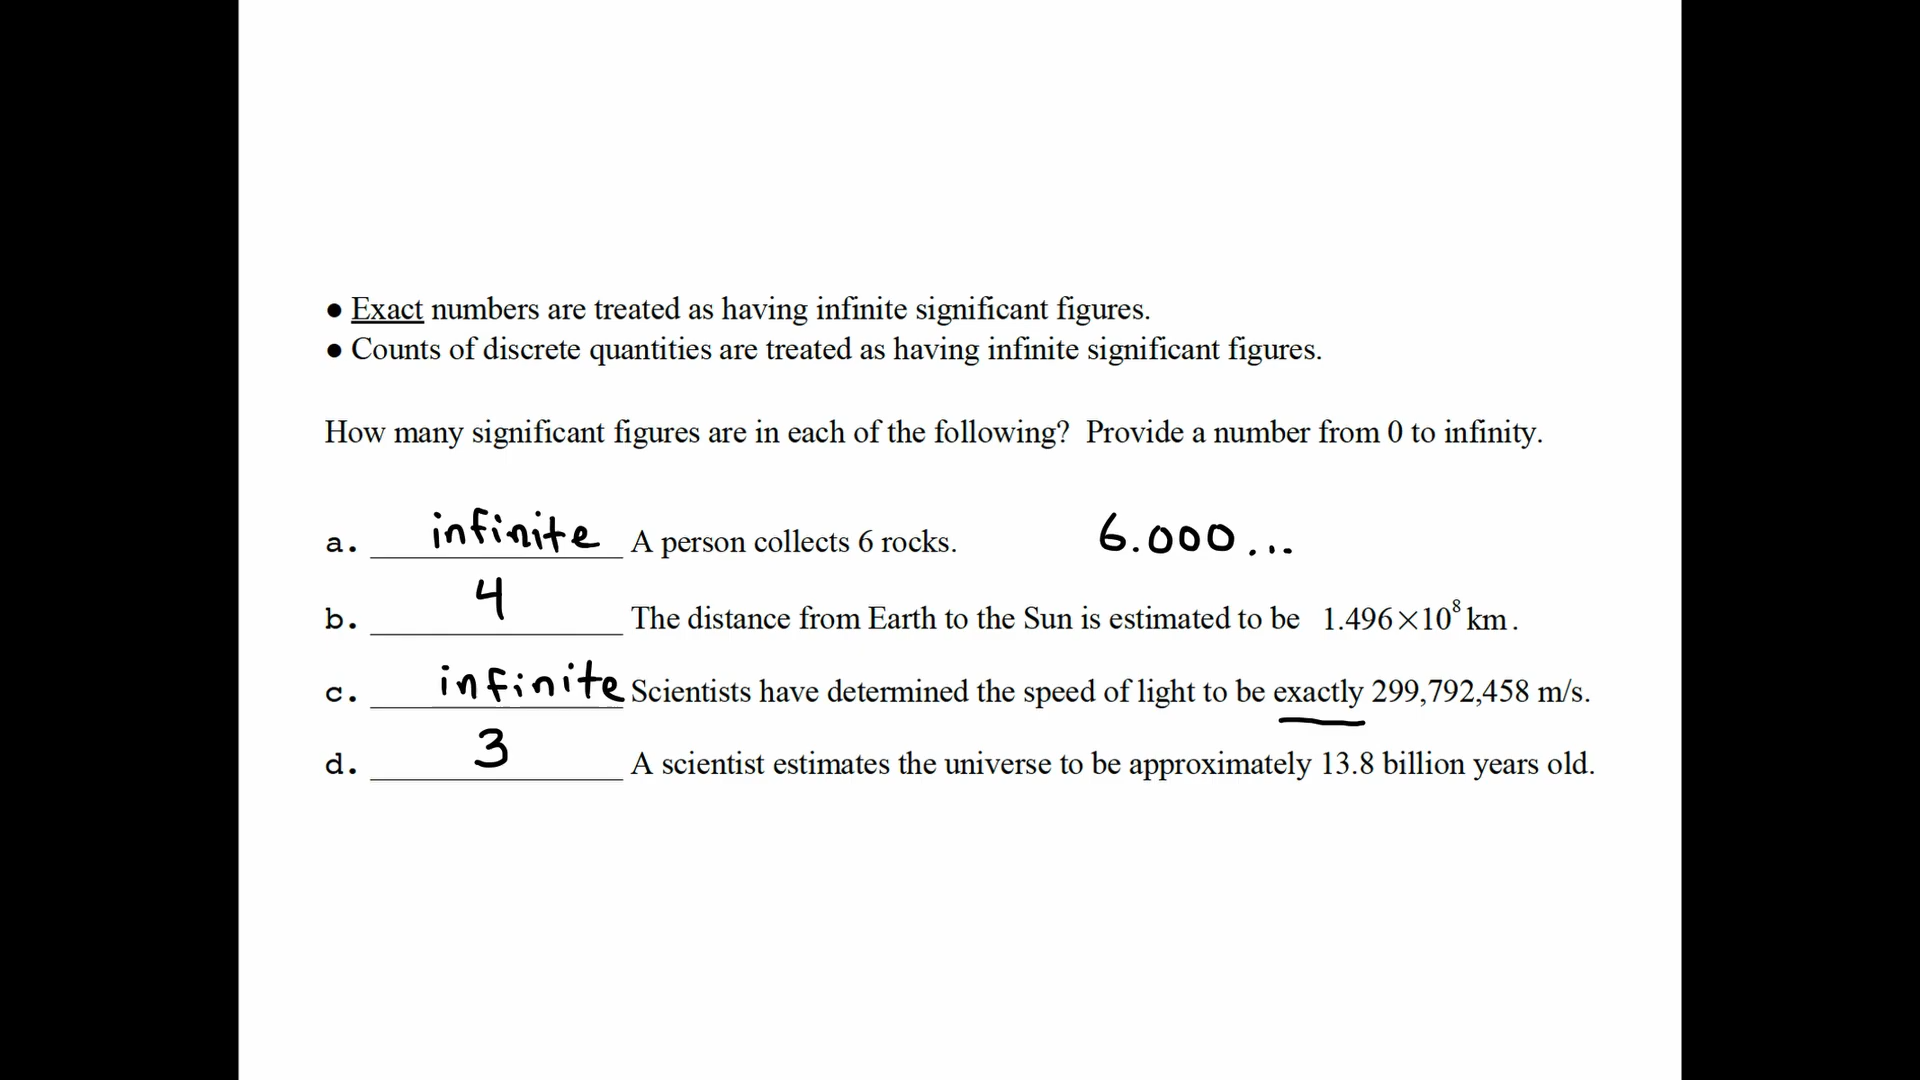 ● Exact numbers are treated as having infinite significant figures.
● Counts of discrete quantities are treated as having infinite significant figures.
How many significant figures are in each of the following? Provide a number from 0 to infinity.
a. infinite A person collects 6 rocks. 6.000...
b. 4 The distance from Earth to the Sun is estimated to be 1.496×10⁸ km.
c. infinite Scientists have determined the speed of light to be exactly 299,792,458 m/s.
d. 3 A scientist estimates the universe to be approximately 13.8 billion years old.